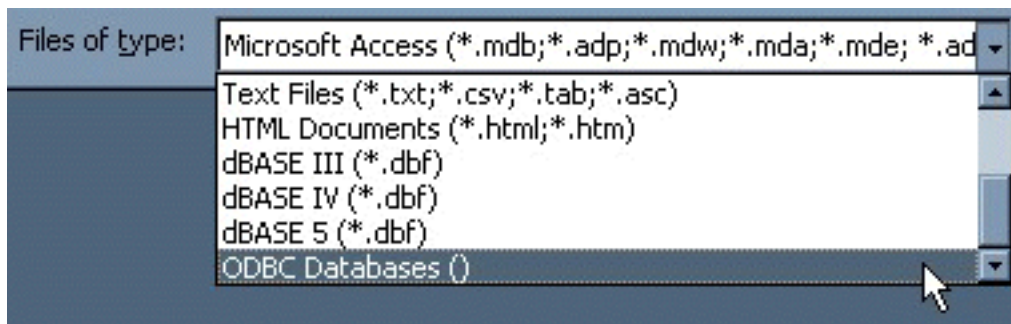 Files of type:
Microsoft Access (*.mdb;*.adp;*.mdw;*.mda;*.mde; *.ad
Text Files (*.txt;*.csv;*.tab;*.asc)
HTML Documents (*.html;*.htm)
dBASE III (*.dbf)
dBASE IV (*.dbf)
dBASE 5 (*.dbf)
ODBC Databases ()